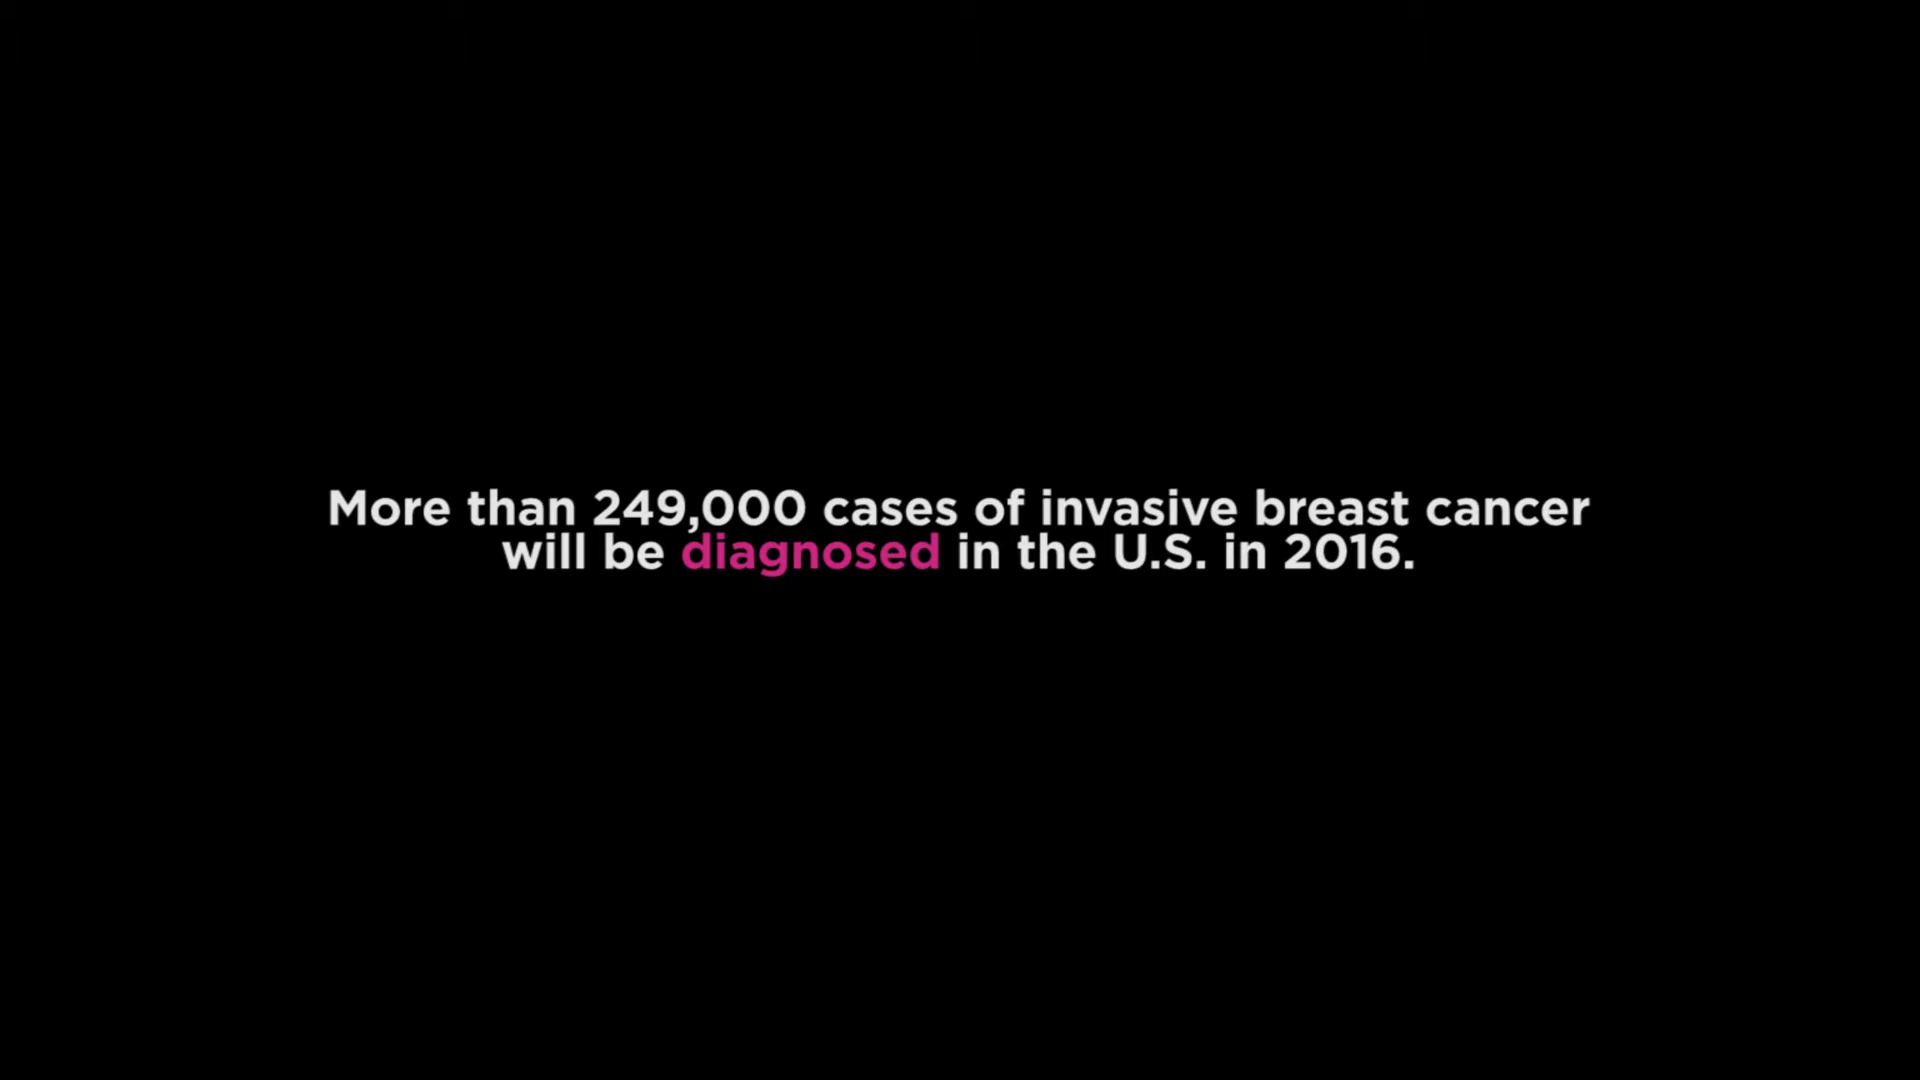 More than 249,000 cases of invasive breast cancer
will be diagnosed in the U.S. in 2016.